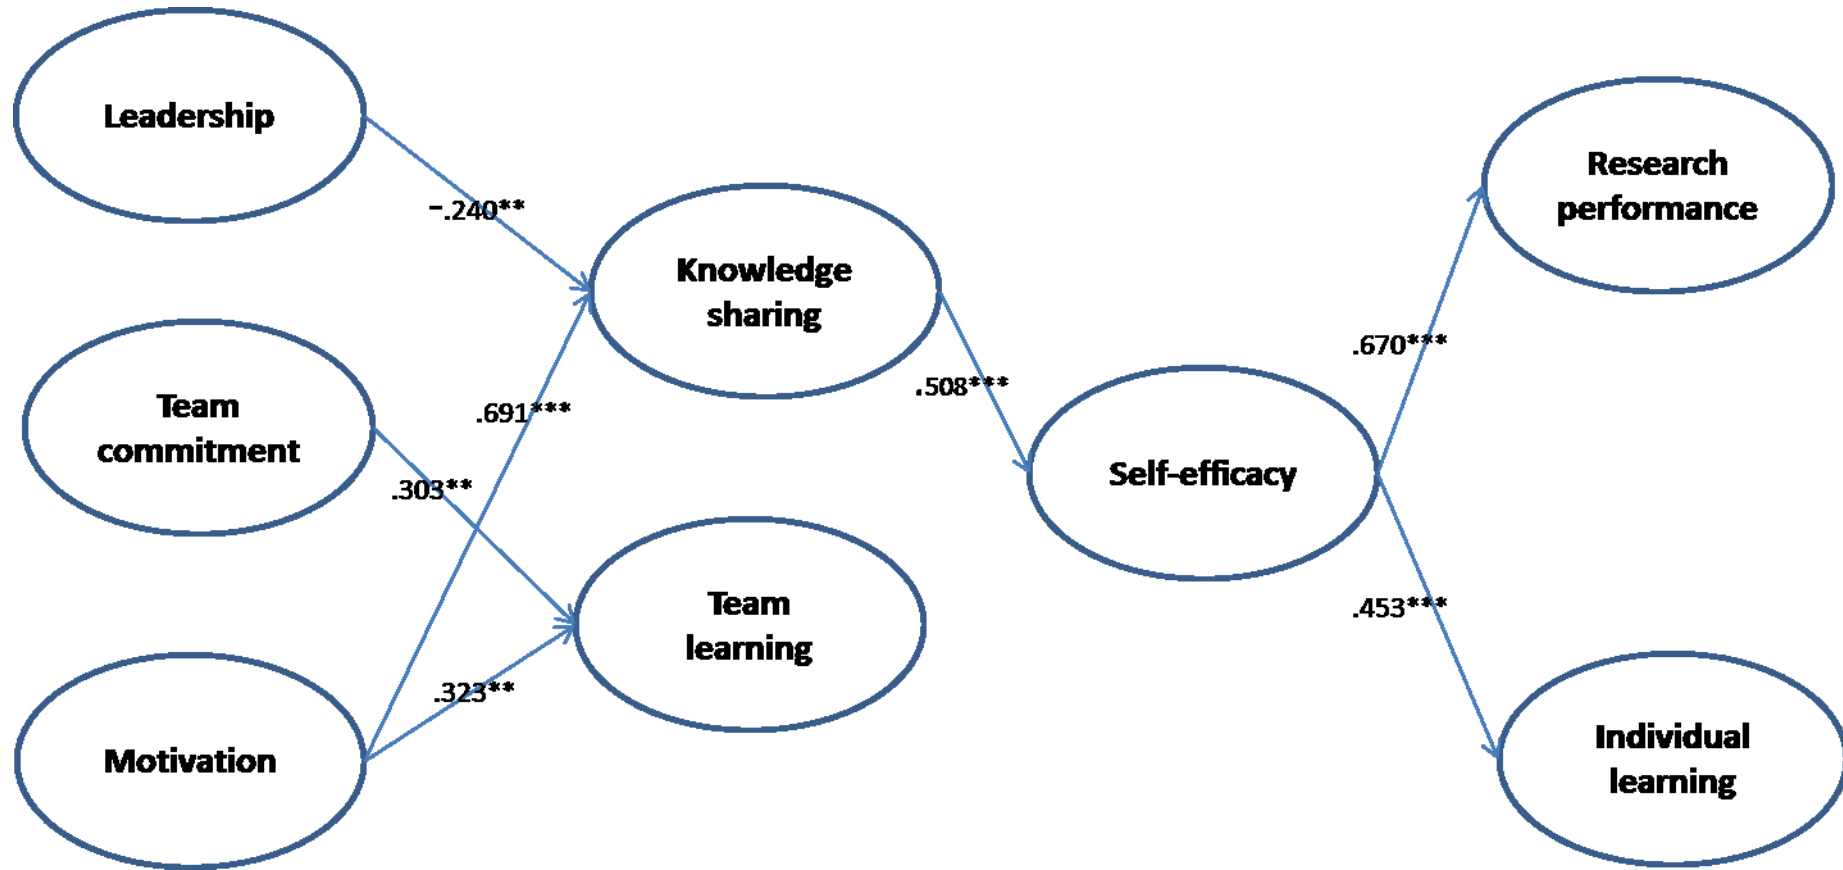 Leadership
-.240**
Team
commitment
.303**
Motivation
.691***
.323**
Knowledge
sharing
Team
learning
.508***
Self-efficacy
.670***
.453***
Research
performance
Individual
learning